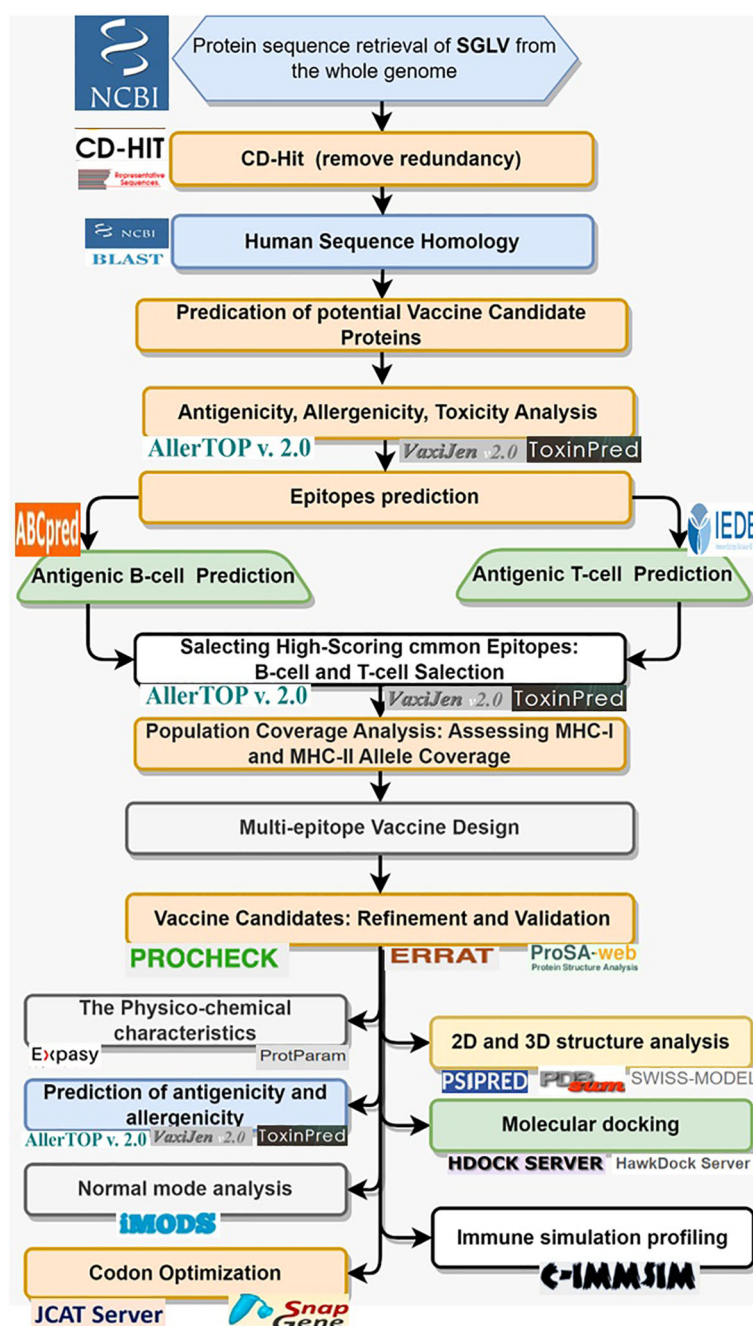 Protein sequence retrieval of SGLV from
the whole genome
NCBI
CD-HIT
Representative
Sequences.
CD-Hit (remove redundancy)
NCBI
BLAST
Human Sequence Homology
Predication of potential Vaccine Candidate
Proteins
Antigenicity, Allergenicity, Toxicity Analysis
AllerTOP v. 2.0
VaxiJen v2.0
ToxinPred
Epitopes prediction
ABCpred
IEDB
Antigenic B-cell Prediction
Antigenic T-cell Prediction
Salecting High-Scoring cmmon Epitopes:
B-cell and T-cell Selection
AllerTOP v. 2.0
VaxiJen v2.0
ToxinPred
Population Coverage Analysis: Assessing MHC-I
and MHC-II Allele Coverage
Multi-epitope Vaccine Design
Vaccine Candidates: Refinement and Validation
PROCHECK
ERRAT
ProSA-web
Protein Structure Analysis
The Physico-chemical
characteristics
Expasy
ProtParam
2D and 3D structure analysis
PSIPRED
PDBsum
SWISS-MODEL
Prediction of antigenicity and
allergenicity
AllerTOP v. 2.0
VaxiJen v2.0
ToxinPred
Molecular docking
HDOCK SERVER
HawkDock Server
Normal mode analysis
iMODS
Immune simulation profiling
C-IMMSIM
Codon Optimization
JCAT Server
Snap
Gene